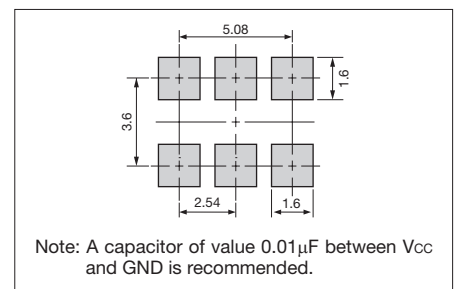 5.08
1.6
3.6
2.54
1.6
Note: A capacitor of value 0.01μF between Vcc
and GND is recommended.